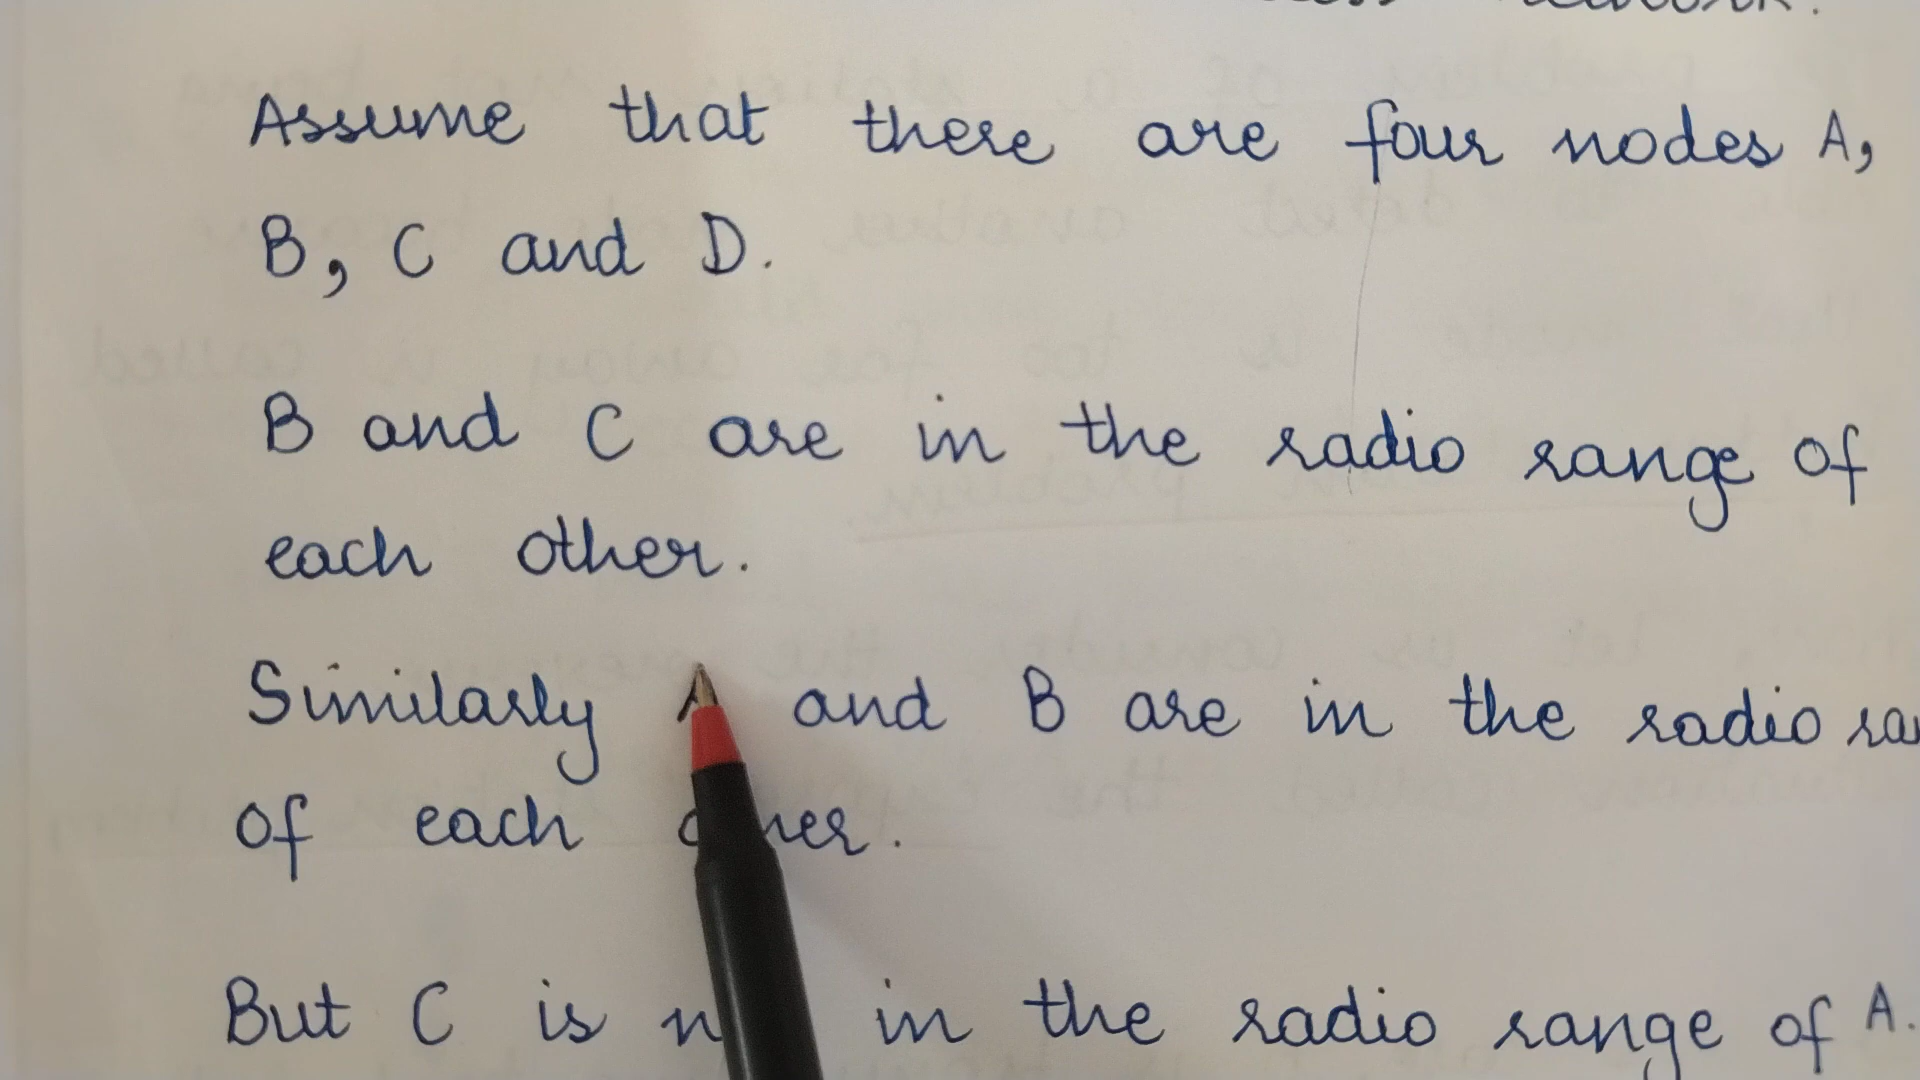 network.
Assume that there are four nodes A,
B, C and D.
B and C are in the radio range of
each other.
Similarly A and B are in the radio
of each
But C is in the radio range of A.